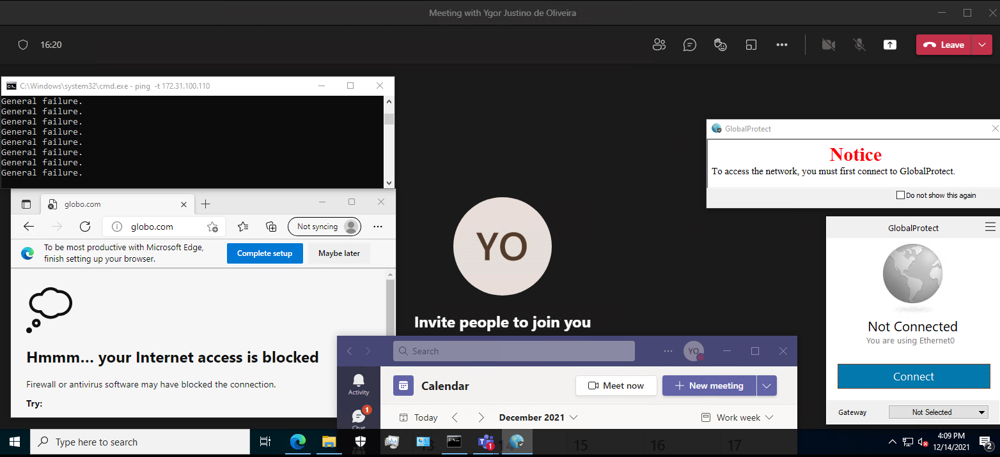 Meeting with Ygor Justino de Oliveira
16:20
Leave
C:\Windows\system32\cmd.exe - ping -t 172.31.100.110
General failure.
General failure.
General failure.
General failure.
General failure.
General failure.
General failure.
General failure.
GlobalProtect
Notice
To access the network, you must first connect to GlobalProtect.
Do not show this again
globo.com
globo.com
Not syncing
To be most productive with Microsoft Edge,
finish setting up your browser.
Complete setup
Maybe later
Hmmm... your Internet access is blocked
Firewall or antivirus software may have blocked the connection.
Try:
YO
Invite people to join you
GlobalProtect
Not Connected
You are using Ethernet0
Connect
Gateway
Not Selected
Search
YO
Activity
1
Chat
Calendar
Meet now
New meeting
Today
December 2021
Work week
13
14
15
16
17
Type here to search
1
4:09 PM
12/14/2021
2